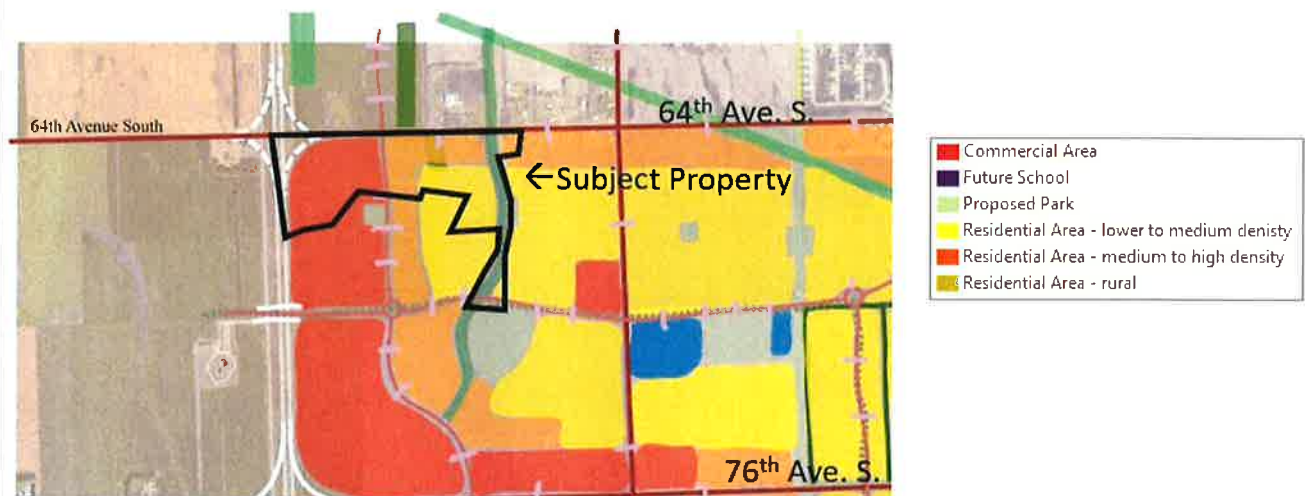 64th Avenue South
64th Ave. S.
←Subject Property
76th Ave. S.
Commercial Area
Future School
Proposed Park
Residential Area - lower to medium denisty
Residential Area - medium to high density
Residential Area - rural